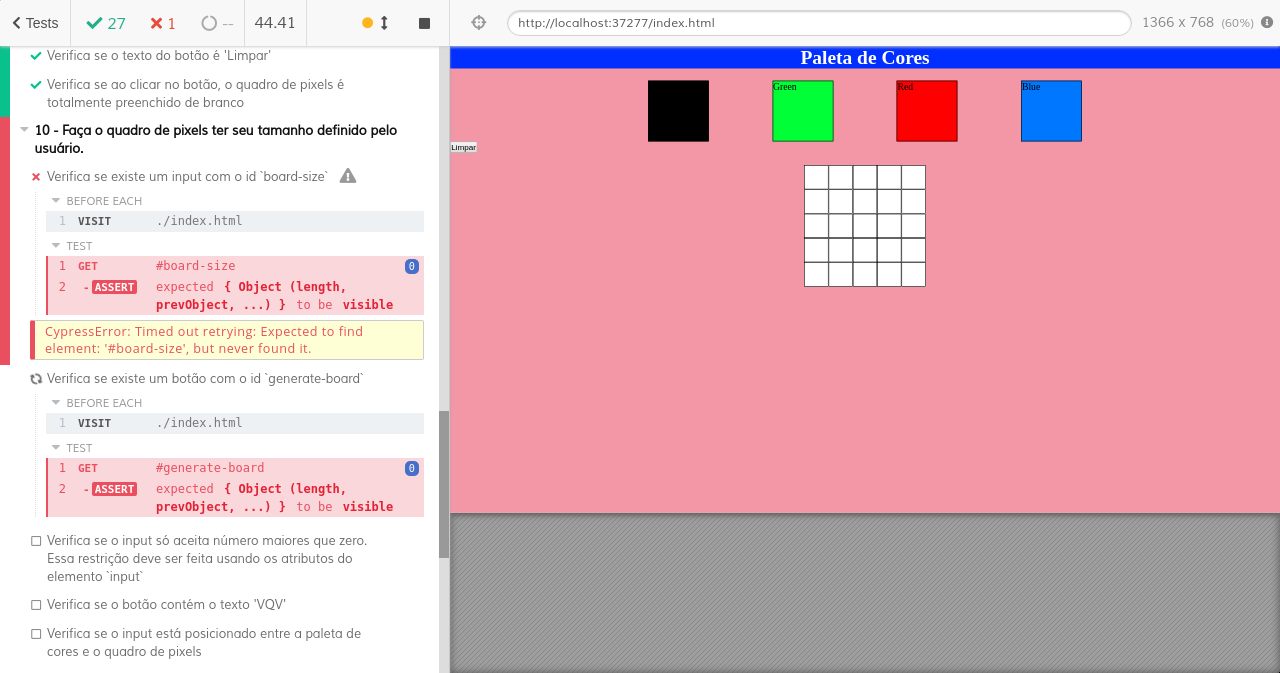 Tests
27
1
--
44.41
http://localhost:37277/index.html
1366 x 768 (60%)
Verifica se o texto do botão é 'Limpar'
Verifica se ao clicar no botão, o quadro de pixels é
totalmente preenchido de branco
10 - Faça o quadro de pixels ter seu tamanho definido pelo
usuário.
Verifica se existe um input com o id `board-size`
BEFORE EACH
1 VISIT ./index.html
TEST
1 GET #board-size 0
2 -ASSERT expected { Object (length,
prevObject, ...) } to be visible
CypressError: Timed out retrying: Expected to find
element: '#board-size', but never found it.
Verifica se existe um botão com o id `generate-board`
BEFORE EACH
1 VISIT ./index.html
TEST
1 GET #generate-board 0
2 -ASSERT expected { Object (length,
prevObject, ...) } to be visible
Verifica se o input só aceita número maiores que zero.
Essa restrição deve ser feita usando os atributos do
elemento `input`
Verifica se o botão contém o texto 'VQV'
Verifica se o input está posicionado entre a paleta de
cores e o quadro de pixels
Paleta de Cores
Green
Red
Blue
Limpar